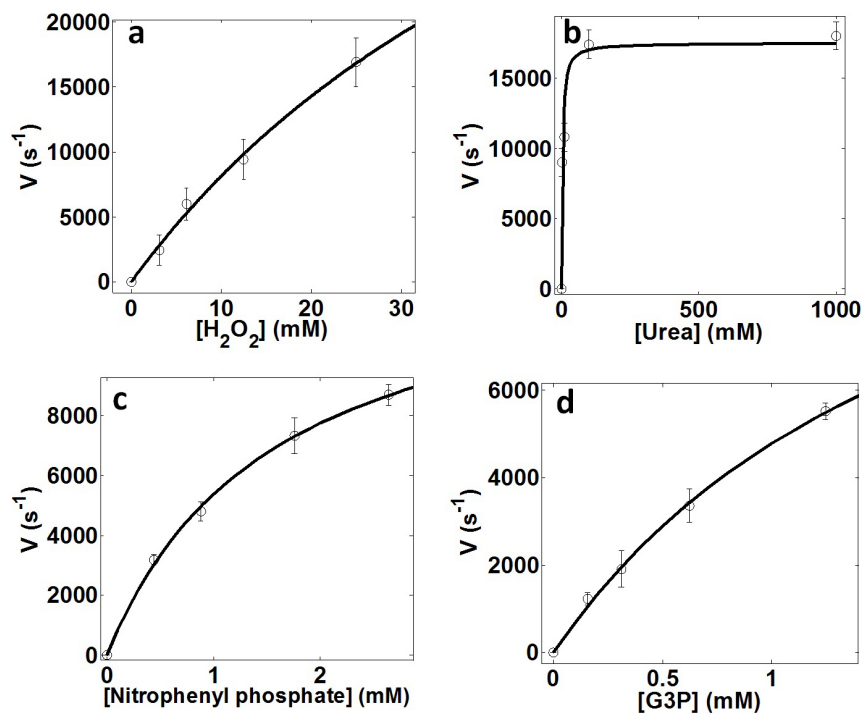 a
V (s⁻¹)
20000
15000
10000
5000
0
0 10 20 30
[H₂O₂] (mM)
b
V (s⁻¹)
15000
10000
5000
0
0 500 1000
[Urea] (mM)
c
V (s⁻¹)
8000
6000
4000
2000
0
0 1 2
[Nitrophenyl phosphate] (mM)
d
V (s⁻¹)
6000
4000
2000
0
0 0.5 1
[G3P] (mM)